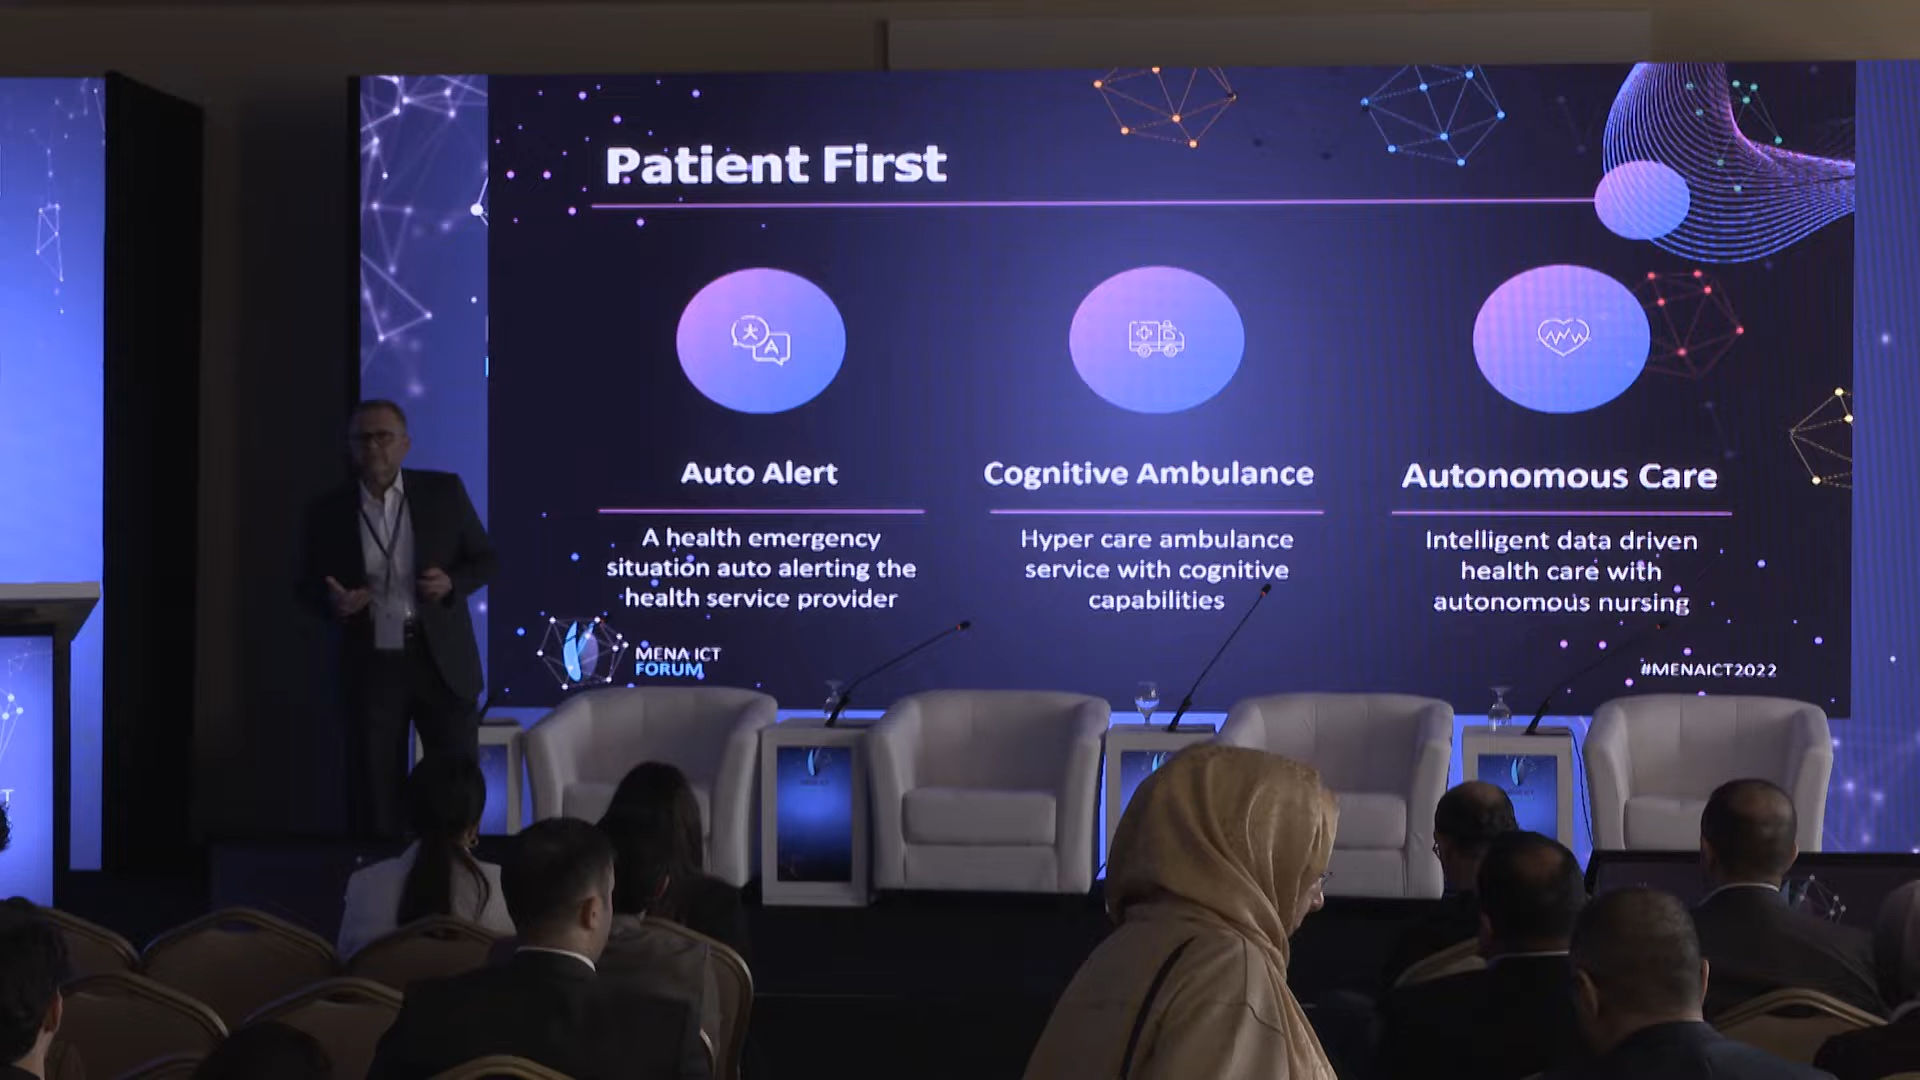 Patient First
Auto Alert
A health emergency
situation auto alerting the
health service provider
Cognitive Ambulance
Hyper care ambulance
service with cognitive
capabilities
Autonomous Care
Intelligent data driven
health care with
autonomous nursing
MENA ICT
FORUM
#MENAICT2022